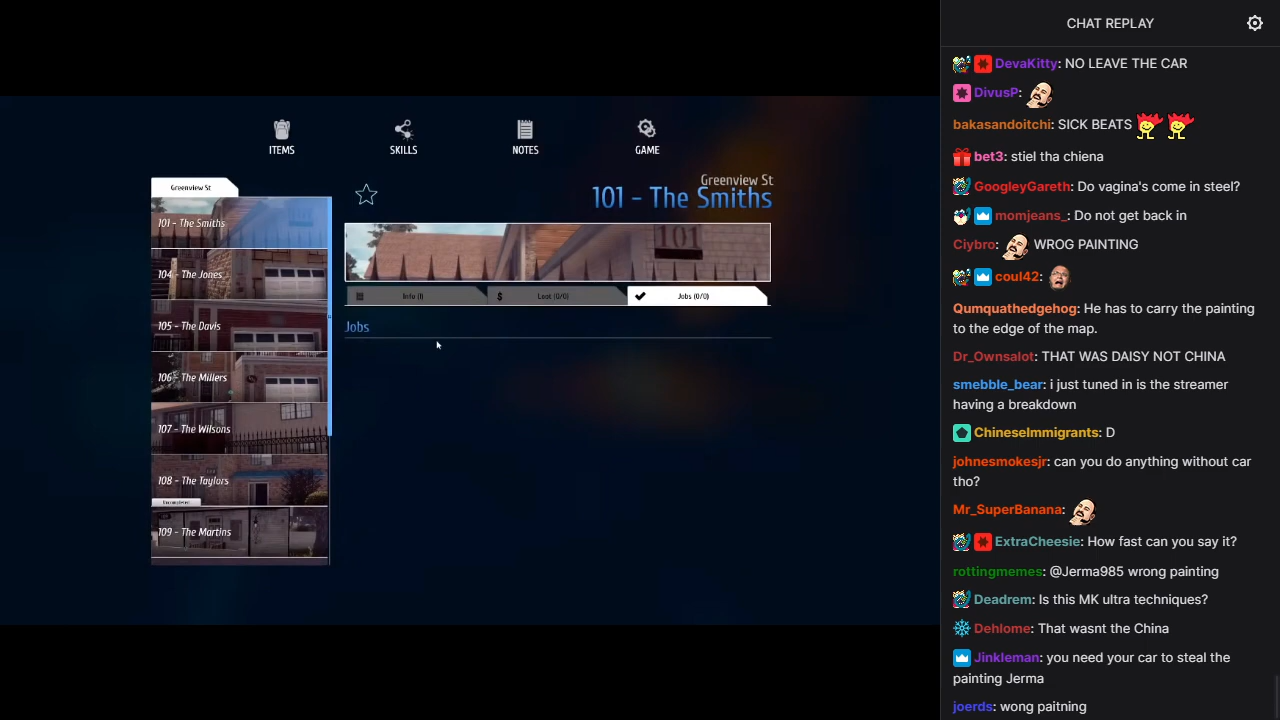 ITEMS
SKILLS
NOTES
GAME
Greenview St
101 - The Smiths
104 - The Jones
105 - The Davis
106 - The Millers
107 - The Wilsons
108 - The Taylors
109 - The Martins
Greenview St
101 - The Smiths
101
Info (1)
$ Loot (0/0)
Jobs (0/0)
Jobs
CHAT REPLAY
DevaKitty: NO LEAVE THE CAR
DivusP:
bakasandoitchi: SICK BEATS
bet3: stiel tha chiena
GoogleyGareth: Do vagina's come in steel?
momjeans_: Do not get back in
Ciybro: WROG PAINTING
coul42:
Qumquathedgehog: He has to carry the painting
to the edge of the map.
Dr_Ownsalot: THAT WAS DAISY NOT CHINA
smebble_bear: i just tuned in is the streamer
having a breakdown
ChineseImmigrants: D
johnesmokesjr: can you do anything without car
tho?
Mr_SuperBanana:
ExtraCheesie: How fast can you say it?
rottingmemes: @Jerma985 wrong painting
Deadrem: Is this MK ultra techniques?
Dehlome: That wasnt the China
Jinkleman: you need your car to steal the
painting Jerma
joerds: wong paitning